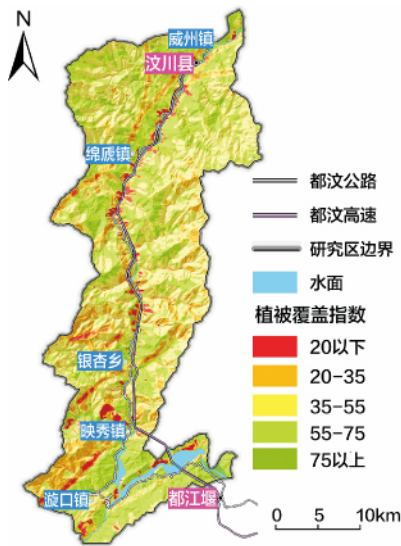 N
威州镇
汶川县
绵虒镇
都汶公路
都汶高速
研究区边界
水面
植被覆盖指数
20以下
20-35
35-55
55-75
75以上
银杏乡
映秀镇
漩口镇
都江堰
0 5 10km